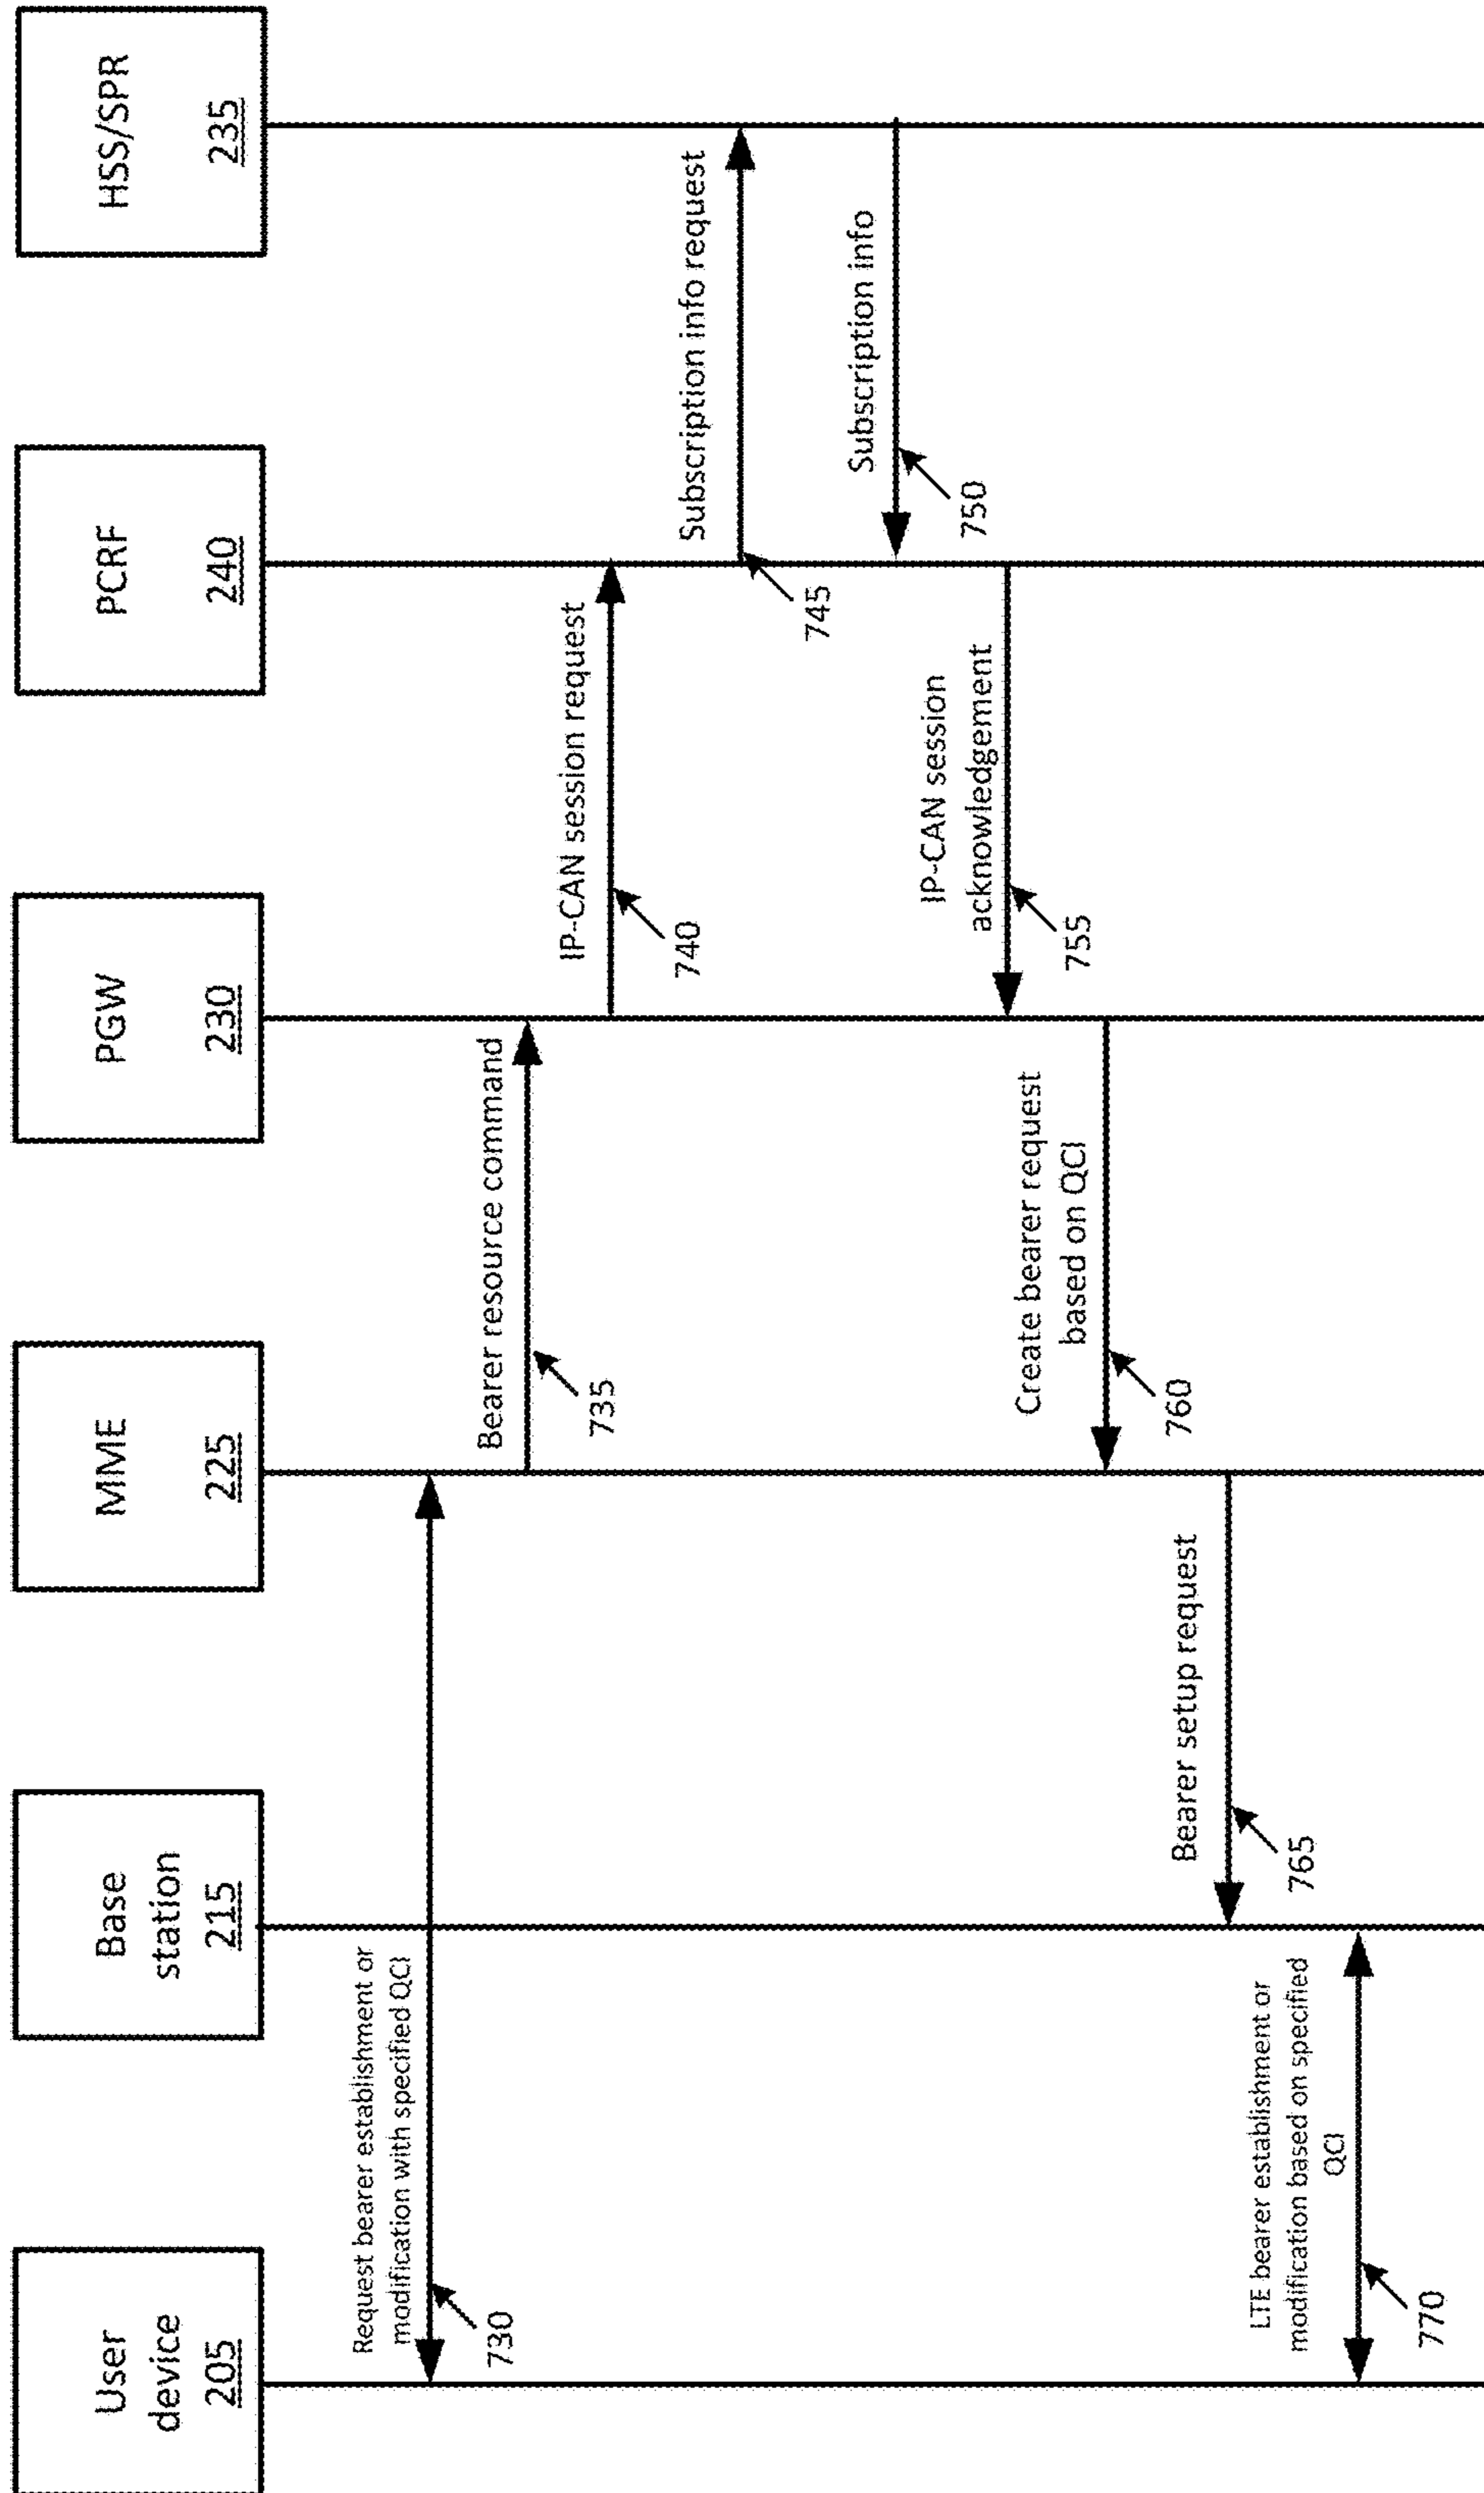 User
device
205
Base
station
215
MME
225
PGW
230
PCRF
240
HSS/SPR
235
Request bearer establishment or
modification with specified QCI
730
Bearer resource command
735
IP-CAN session request
740
Subscription info request
745
Subscription info
750
IP-CAN session
acknowledgement
755
Create bearer request
based on QCI
760
Bearer setup request
765
LTE bearer establishment or
modification based on specified
QCI
770